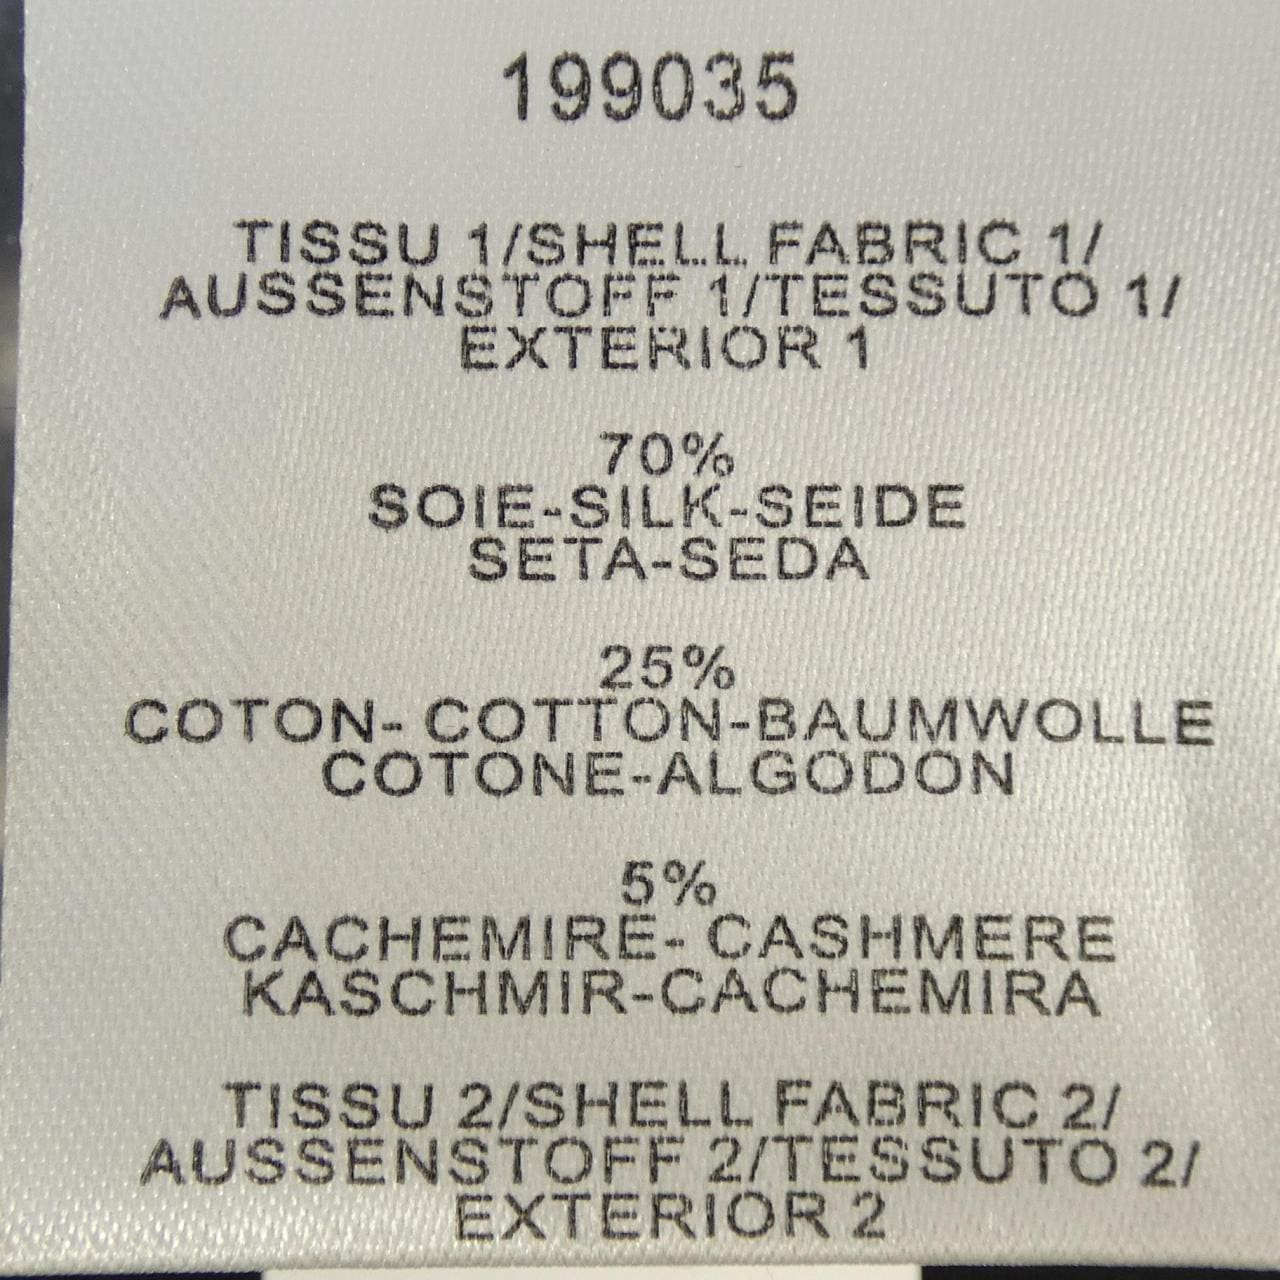 199035
TISSU 1/SHELL FABRIC 1/
AUSSENSTOFF 1/TESSUTO 1/
EXTERIOR 1
70%
SOIE-SILK-SEIDE
SETA-SEDA
25%
COTON- COTTON-BAUMWOLLE
COTONE-ALGODON
5%
CACHEMIRE- CASHMERE
KASCHMIR-CACHEMIRA
TISSU 2/SHELL FABRIC 2/
AUSSENSTOFF 2/TESSUTO 2/
EXTERIOR 2